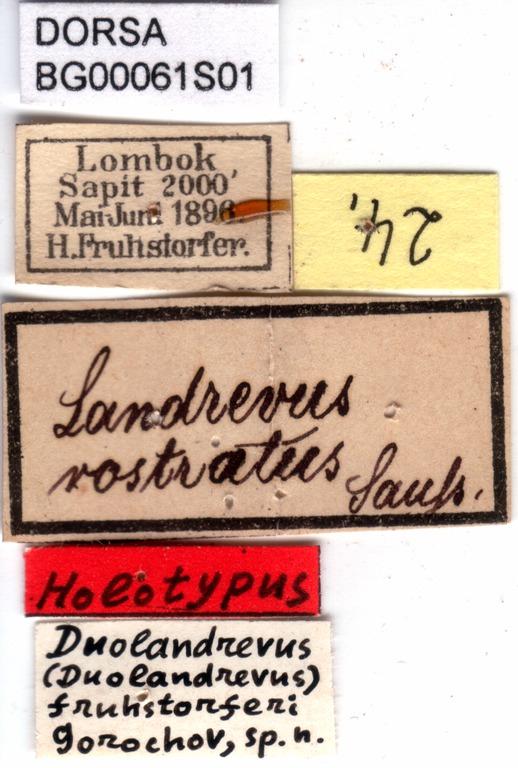 DORSA
BG00061S01
Lombok
Sapit 2000'
Mai-Juni 1896
H.Fruhstorfer.
24.
Landrevus
rostratus Sauss.
Holotypus
Duolandrevus
(Duolandrevus)
fruhstorferi
Gorochov, sp. n.